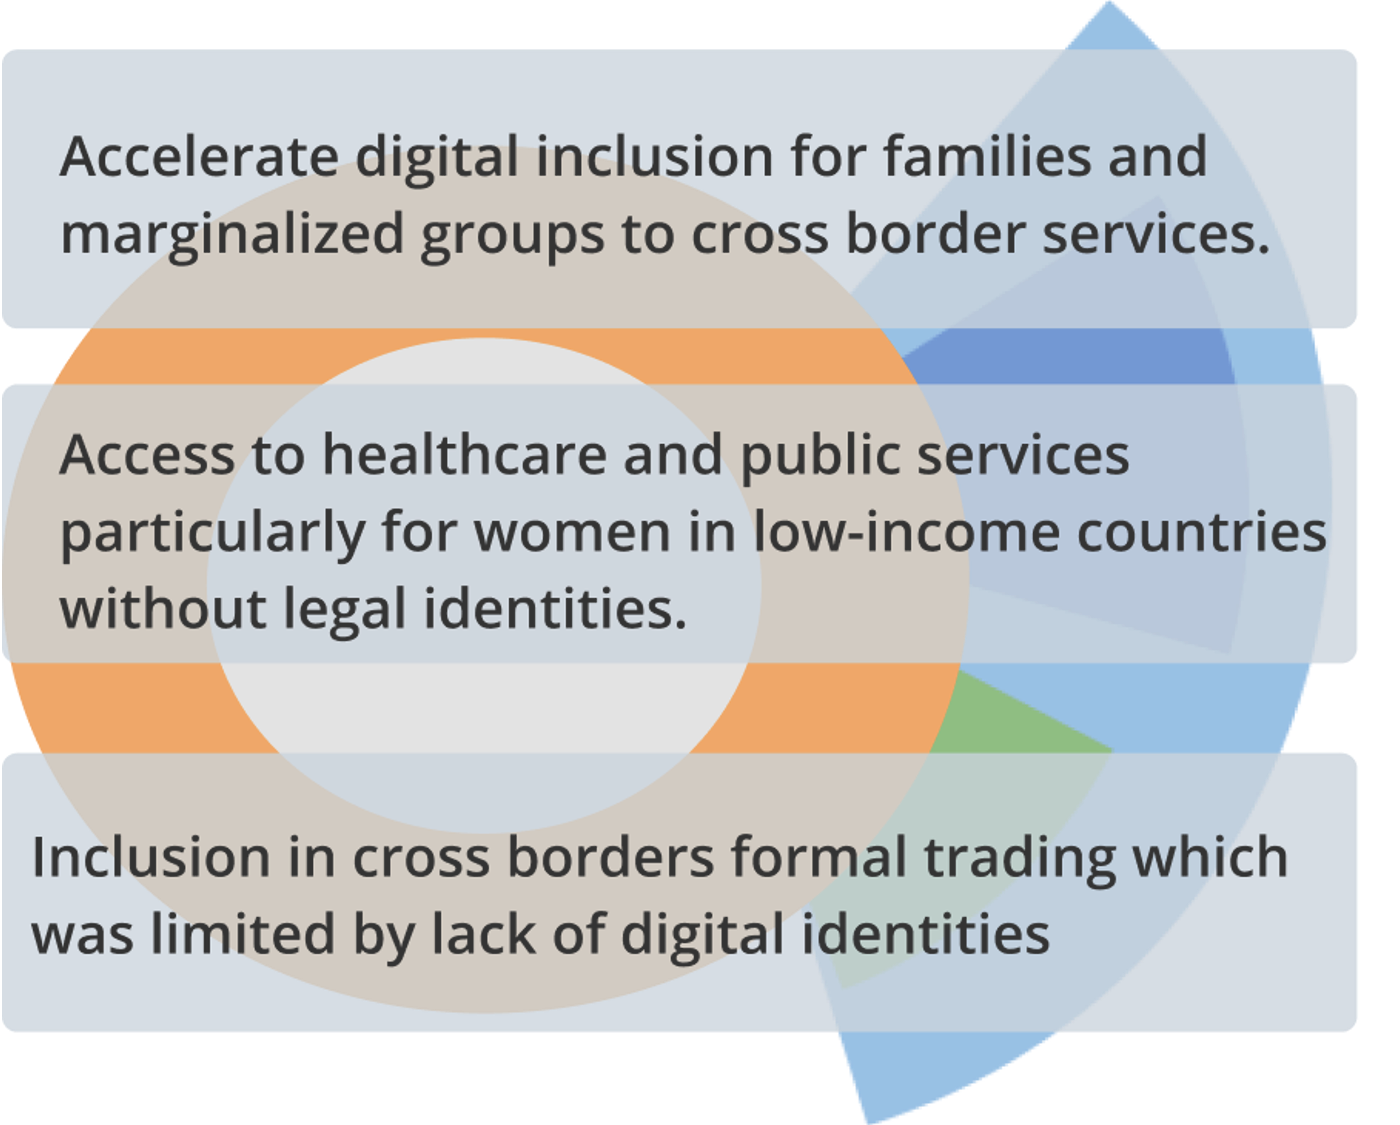 Accelerate digital inclusion for families and
marginalized groups to cross border services.
Access to healthcare and public services
particularly for women in low-income countries
without legal identities.
Inclusion in cross borders formal trading which
was limited by lack of digital identities